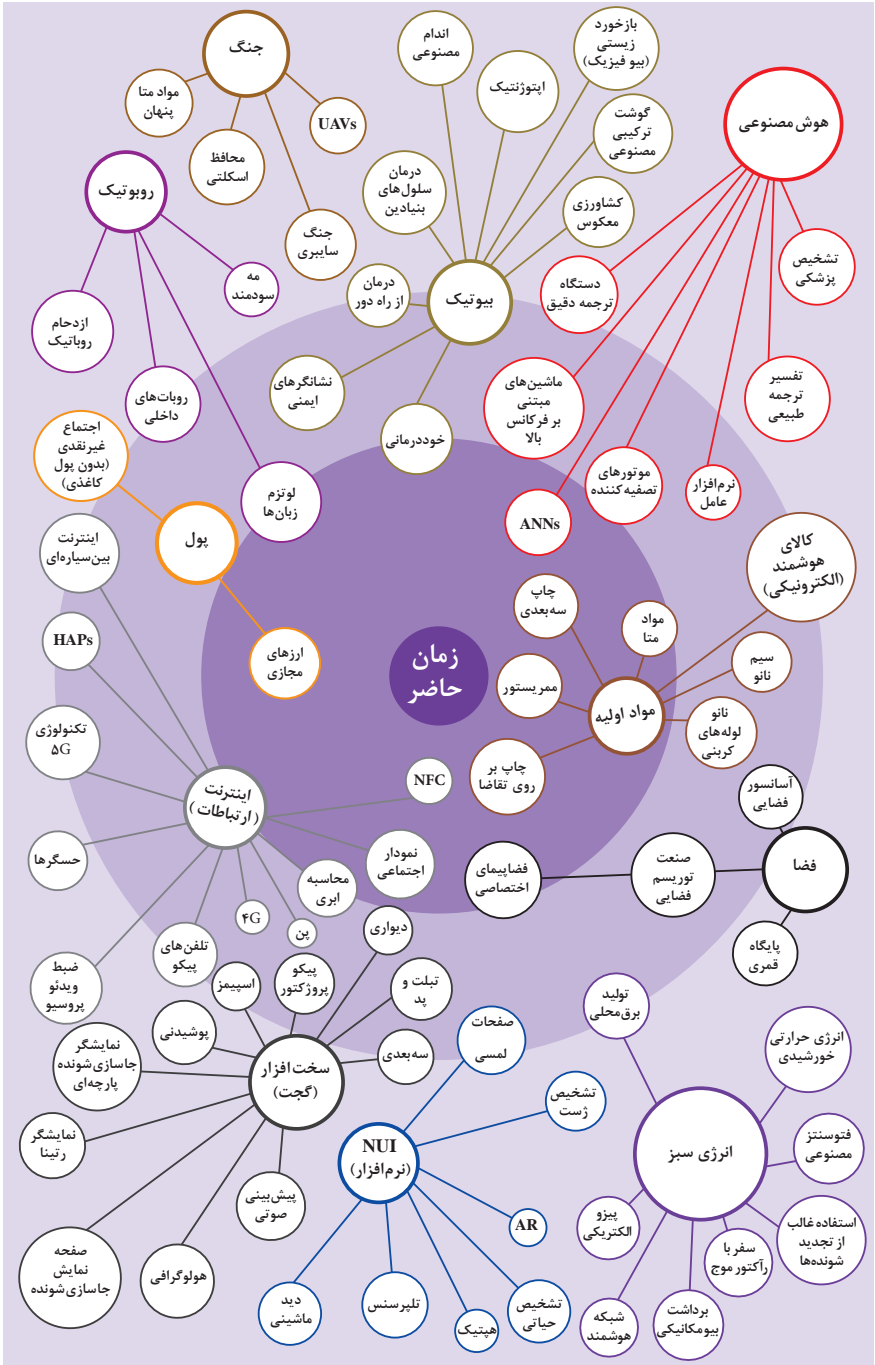 جنگ
مواد متا
پنهان
محافظ
اسکلتی
UAVs
جنگ
سایبری
روبوتیک
ازدحام
روباتیک
روبات‌های
داخلی
مه
سودمند
لوتزم
زبان‌ها
بیوتیک
اندام
مصنوعی
اپتوژنتیک
بازخورد
زیستی
(بیو فیزیک)
گوشت
ترکیبی
مصنوعی
کشاورزی
معکوس
درمان
سلول‌های
بنیادین
درمان
از راه دور
نشانگرهای
ایمنی
خوددرمانی
هوش مصنوعی
تشخیص
پزشکی
دستگاه
ترجمه دقیق
تفسیر
ترجمه
طبیعی
ماشین‌های
مبتنی
بر فرکانس
بالا
موتورهای
تصفیه کننده
نرم‌افزار
عامل
ANNs
پول
اجتماع
غیرنقدی
(بدون پول
کاغذی)
ارزهای
مجازی
زمان
حاضر
مواد اولیه
کالای
هوشمند
(الکترونیکی)
چاپ
سه‌بعدی
مواد
متا
سیم
نانو
ممریستور
نانو
لوله‌های
کربنی
چاپ بر
روی تقاضا
اینترنت
(ارتباطات)
اینترنت
بین‌سیاره‌ای
HAPs
تکنولوژی
۵G
حسگرها
ضبط
ویدئو
پروسیو
تلفن‌های
پیکو
۴G
پن
محاسبه
ابری
نمودار
اجتماعی
NFC
فضا
آسانسور
فضایی
صنعت
توریسم
فضایی
فضاپیمای
اختصاصی
پایگاه
قمری
سخت‌افزار
(گجت)
دیواری
پیکو
پروژکتور
اسپیمز
تبلت و
پد
پوشیدنی
سه‌بعدی
نمایشگر
جاسازی‌شونده
پارچه‌ای
نمایشگر
رتینا
پیش‌بینی
صوتی
صفحه
نمایش
جاسازی‌شونده
هولوگرافی
NUI
(نرم‌افزار)
صفحات
لمسی
تشخیص
ژست
AR
تشخیص
حیاتی
هپتیک
تلپرسنس
دید
ماشینی
انرژی سبز
تولید
برق‌محلی
انرژی حرارتی
خورشیدی
فتوسنتز
مصنوعی
استفاده غالب
از تجدید
شونده‌ها
سفر با
رآکتور موج
برداشت
بیومکانیکی
شبکه
هوشمند
پیزو
الکتریکی